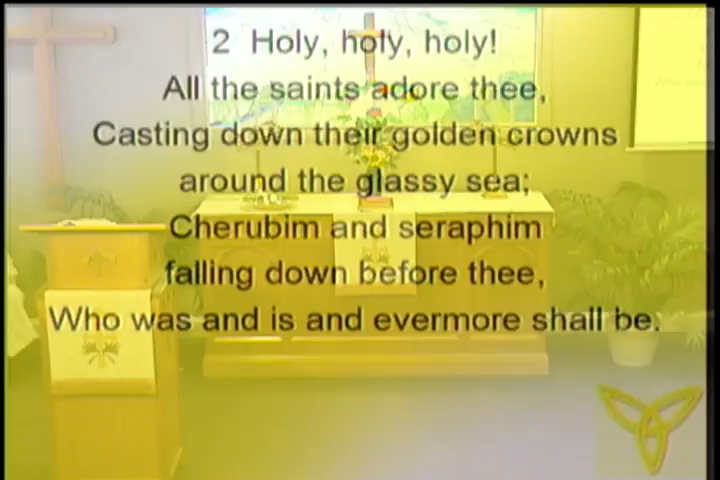 2 Holy, holy, holy!
All the saints adore thee,
Casting down their golden crowns
around the glassy sea;
Cherubim and seraphim
falling down before thee,
Who was and is and evermore shall be.